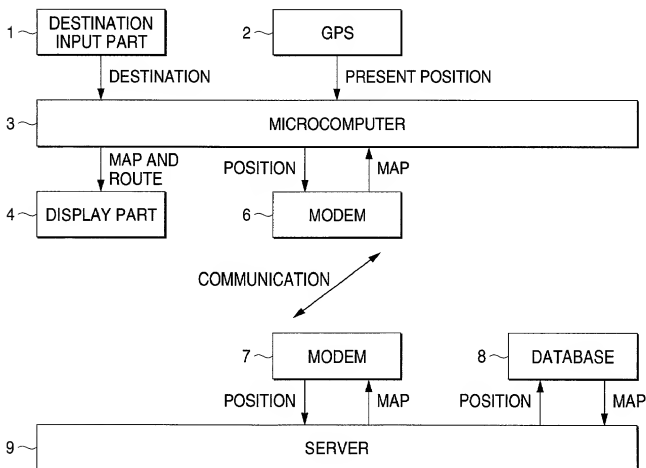 1 DESTINATION
INPUT PART
2 GPS
DESTINATION
PRESENT POSITION
3 MICROCOMPUTER
MAP AND
ROUTE
POSITION
MAP
4 DISPLAY PART
6 MODEM
COMMUNICATION
7 MODEM
8 DATABASE
POSITION
MAP
POSITION
MAP
9 SERVER